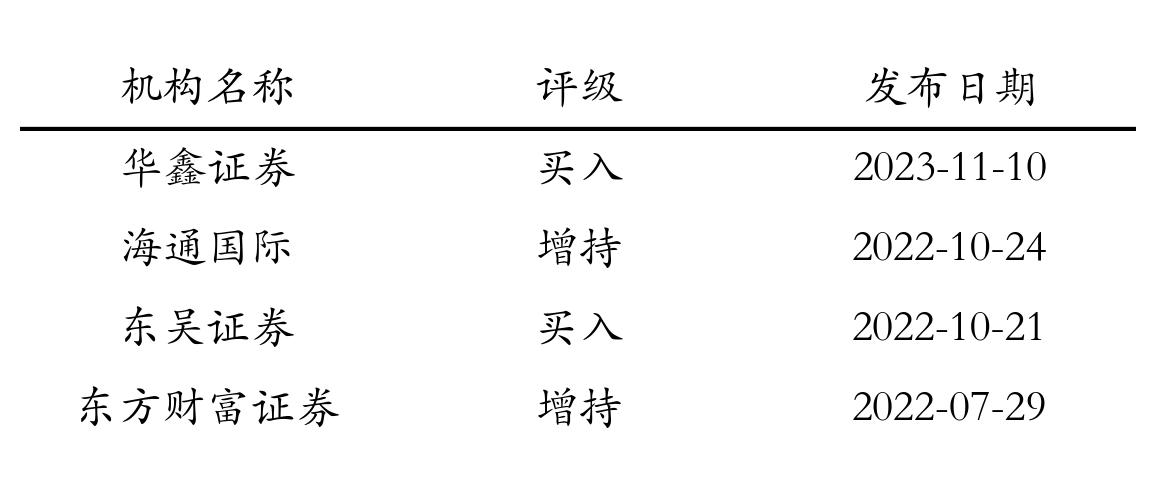 机构名称 评级 发布日期
华鑫证券 买入 2023-11-10
海通国际 增持 2022-10-24
东吴证券 买入 2022-10-21
东方财富证券 增持 2022-07-29